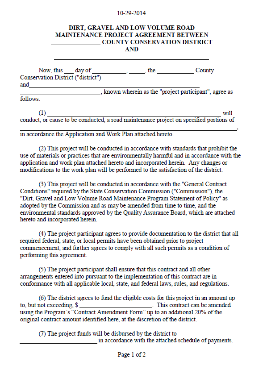 10-29-2014
DIRT, GRAVEL AND LOW VOLUME ROAD
MAINTENANCE PROJECT AGREEMENT BETWEEN
_______________ COUNTY CONSERVATION DISTRICT
AND
_______________________________________
Now, this ___ day of ____________, ______, the __________ County
Conservation District ("district")
and
________________________, known wherein as the "project participant", agree as
follows:
(1) ______________________________________________ will
conduct, or cause to be conducted, a road maintenance project on specified portions of
_______________________________________
in accordance the Application and Work Plan attached hereto
(2) This project will be conducted in accordance with standards that prohibit the
use of materials or practices that are environmentally harmful and in accordance with the
application and work plan attached hereto and incorporated herein. Any changes or
modifications to the work plan will be performed to the satisfaction of the district.
(3) This project will be conducted in accordance with the "General Contract
Conditions" required by the State Conservation Commission ("Commission"), the
"Dirt, Gravel and Low Volume Road Maintenance Program Statement of Policy" as
adopted by the Commission and as may be amended from time to time, and the
environmental standards approved by the Quality Assurance Board, which are attached
hereto and incorporated herein.
(4) The project participant agrees to provide documentation to the district that all
required federal, state, or local permits have been obtained prior to project
commencement, and further agrees to comply with all such permits as a condition of
performing this agreement.
(5) The project participant shall ensure that this contract and all other
arrangements entered into pursuant to the implementation of this contract are in
conformance with all applicable local, state, and federal laws, rules, and regulations.
(6) The district agrees to fund the eligible costs for this project in an amount up
to, but not exceeding, $ ________________. This contract can be amended
using the Program's "Contract Amendment Form" up to an additional 20% of the
original contract amount identified here, at the discretion of the district.
(7) The project funds will be disbursed by the district to
____________________ in accordance with the attached schedule of payments.
Page 1 of 2